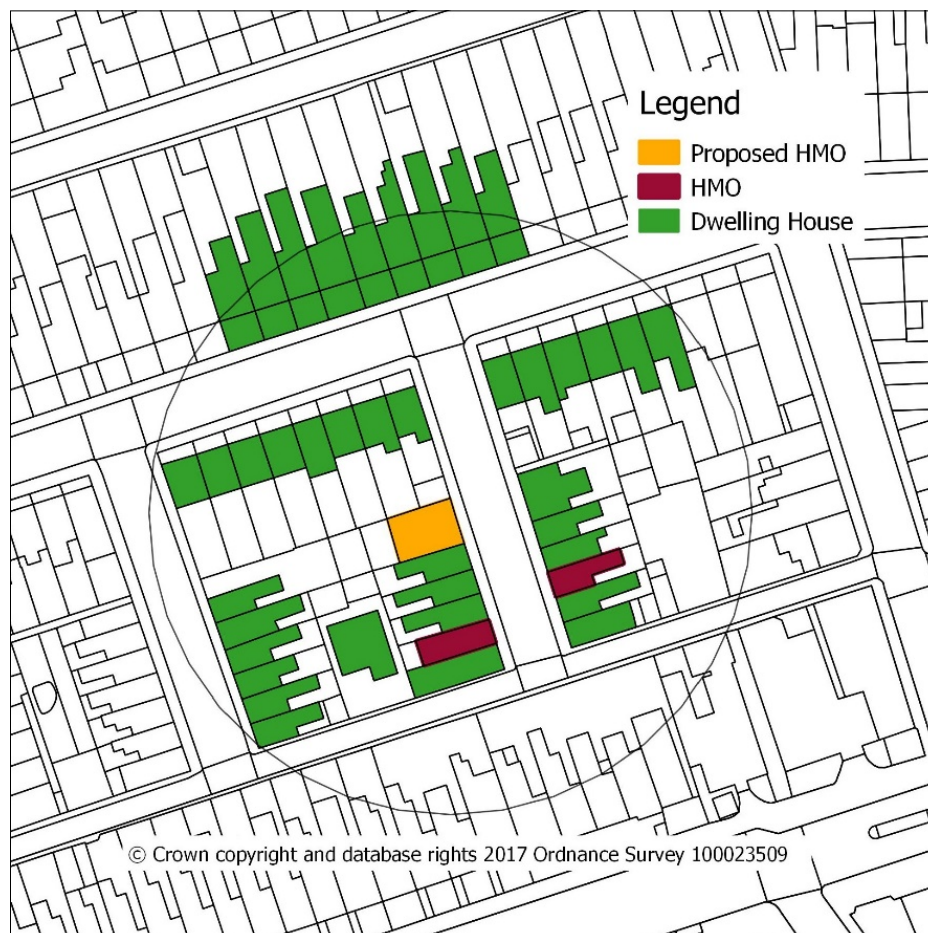 Legend
Proposed HMO
HMO
Dwelling House
© Crown copyright and database rights 2017 Ordnance Survey 100023509